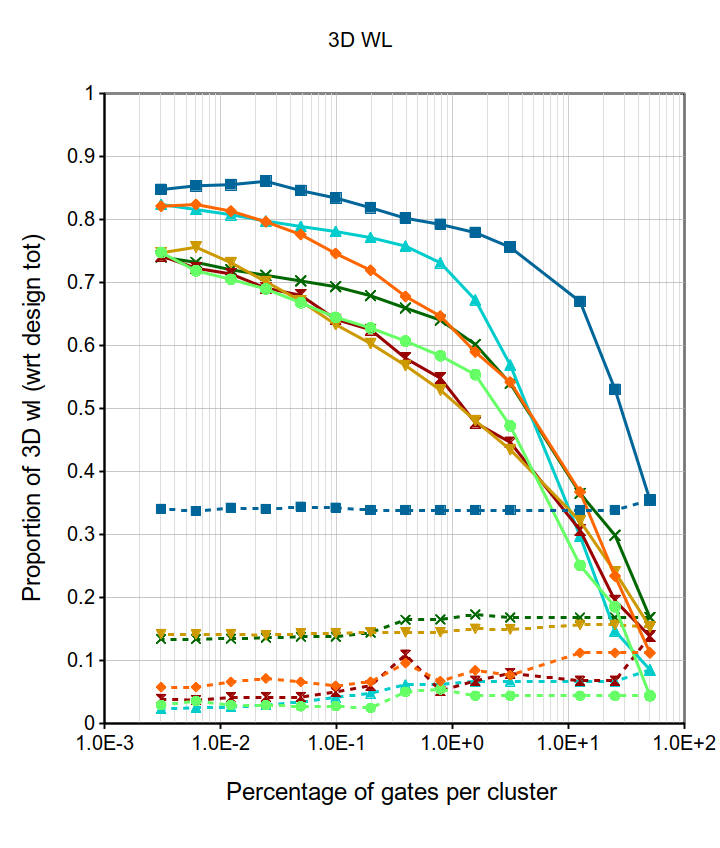 3D WL
1
0.9
0.8
0.7
0.6
0.5
0.4
0.3
0.2
0.1
0
Proportion of 3D wl (wrt design tot)
1.0E-3 1.0E-2 1.0E-1 1.0E+0 1.0E+1 1.0E+2
Percentage of gates per cluster